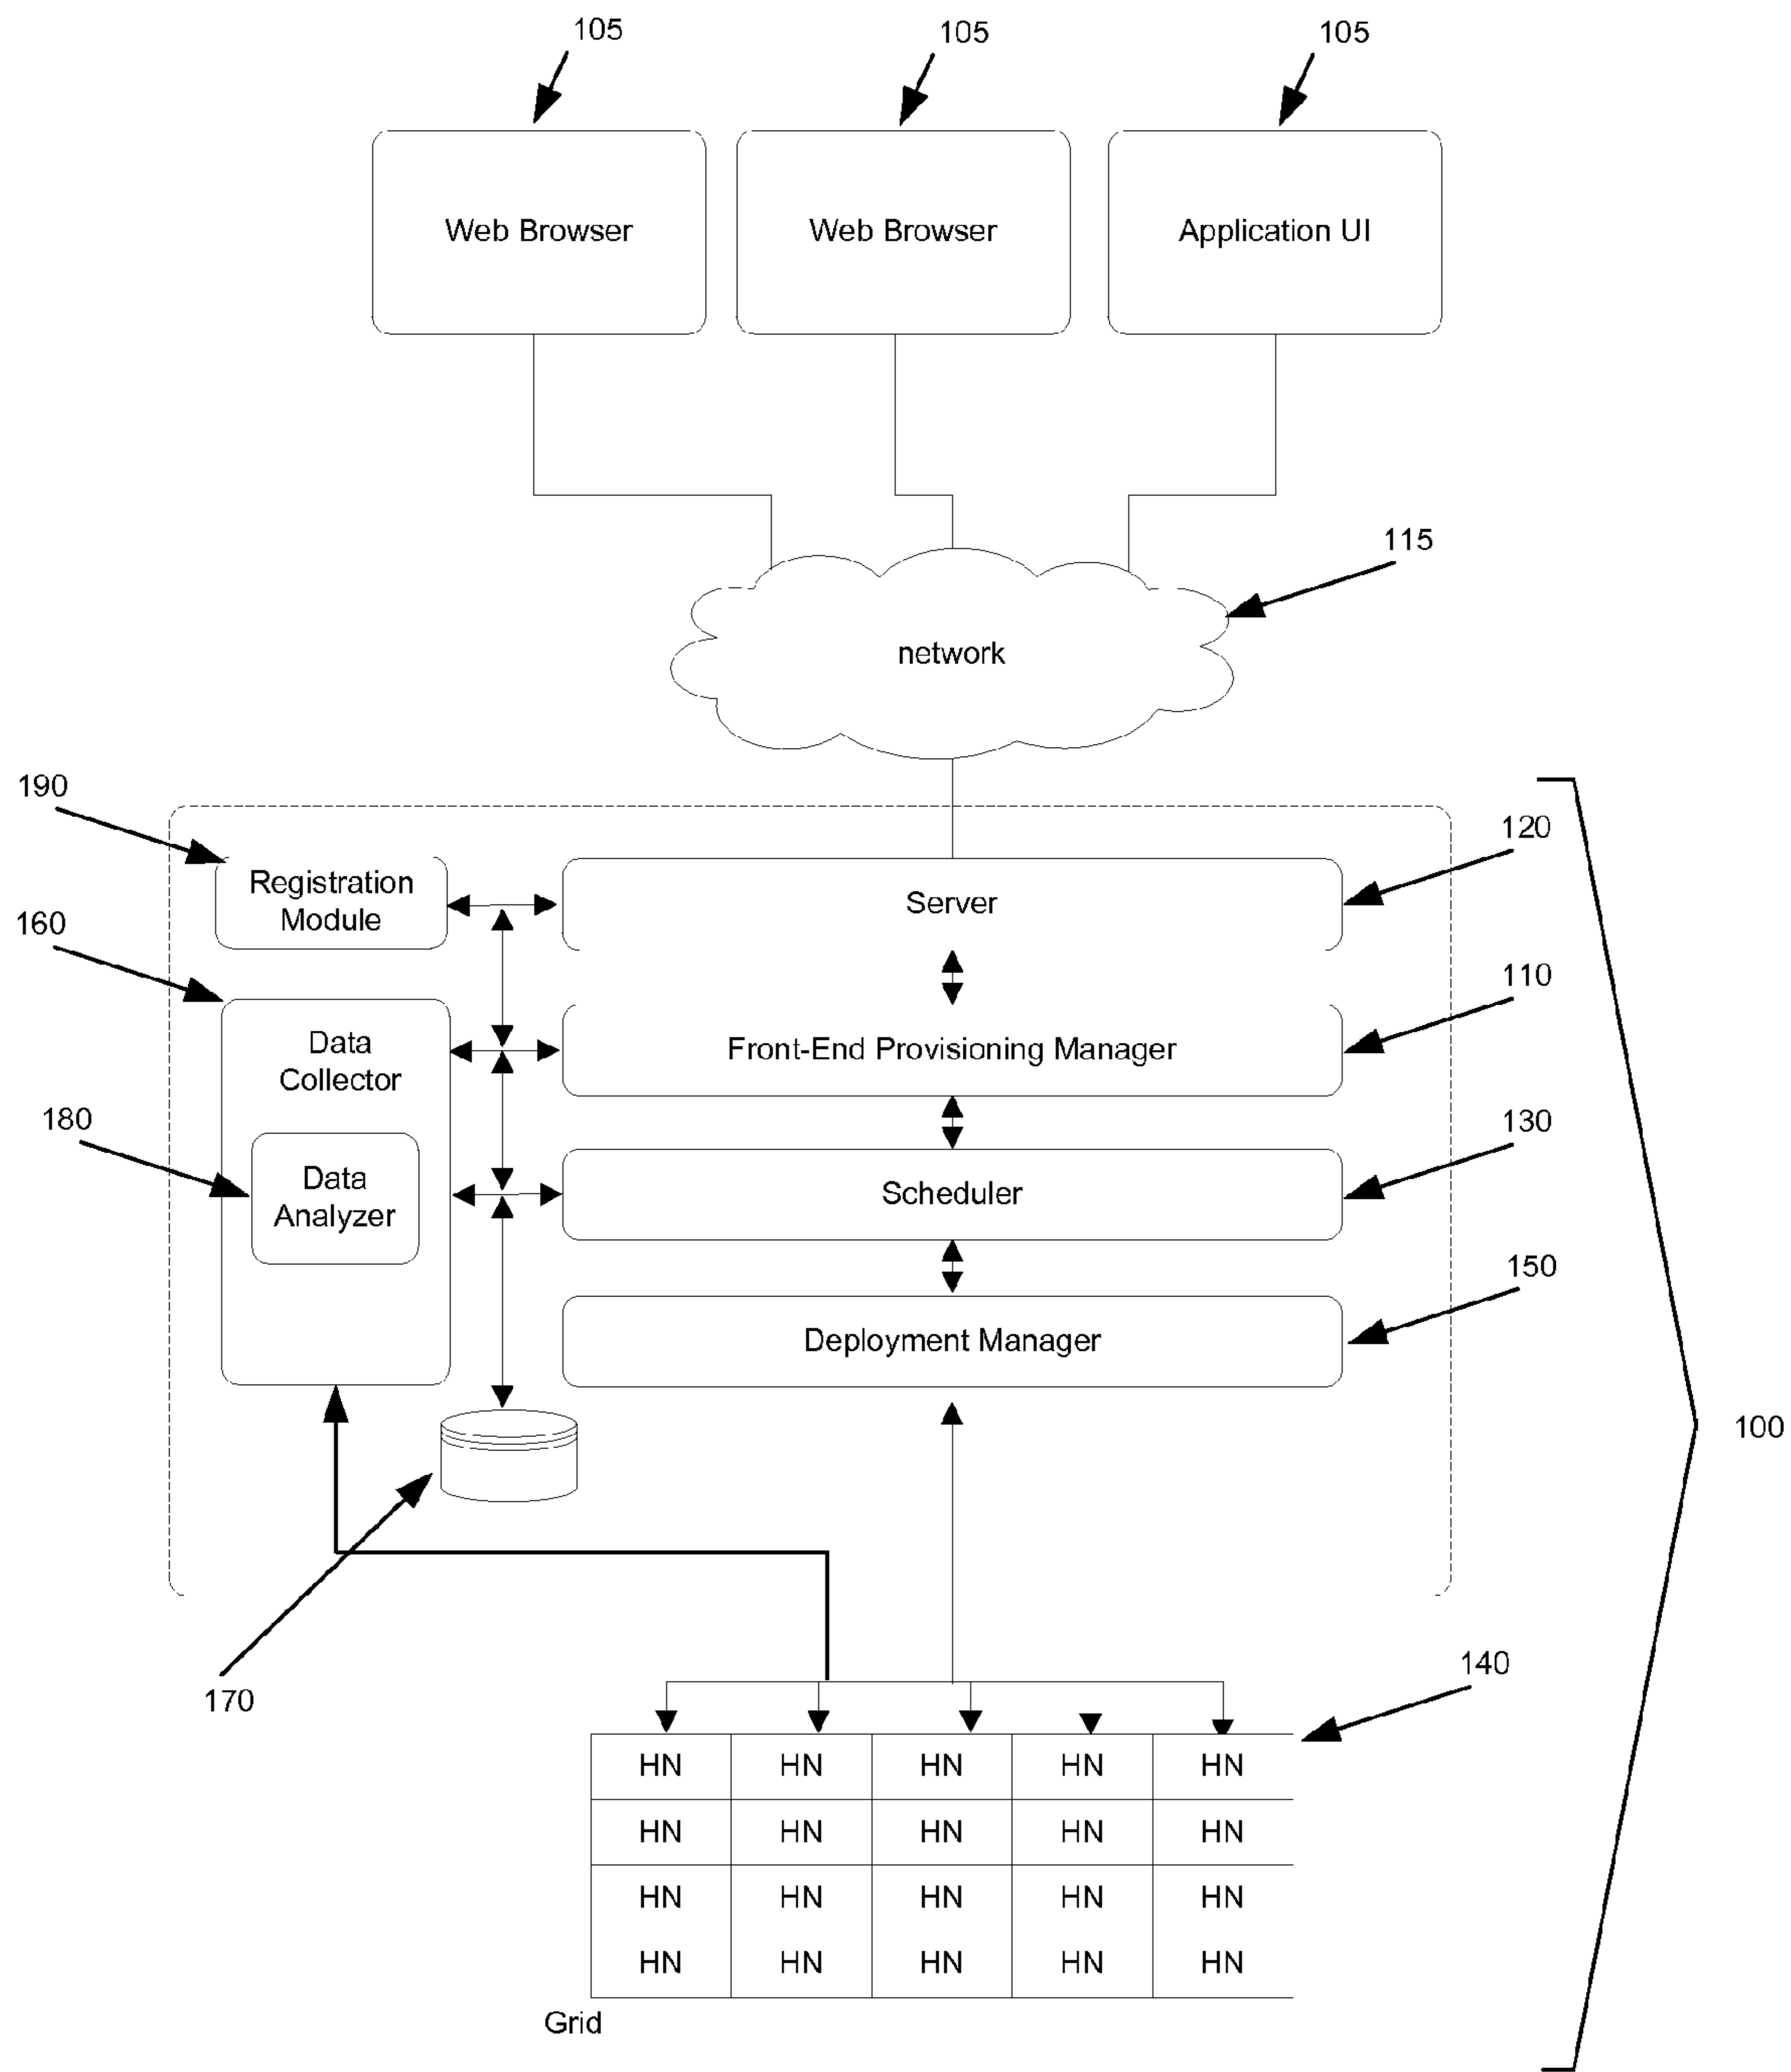 105
105
105
Web Browser
Web Browser
Application UI
115
network
190
120
Registration
Module
Server
160
110
Data
Collector
Front-End Provisioning Manager
180
130
Data
Analyzer
Scheduler
150
Deployment Manager
100
170
140
HN HN HN HN HN
HN HN HN HN HN
HN HN HN HN HN
HN HN HN HN HN
Grid